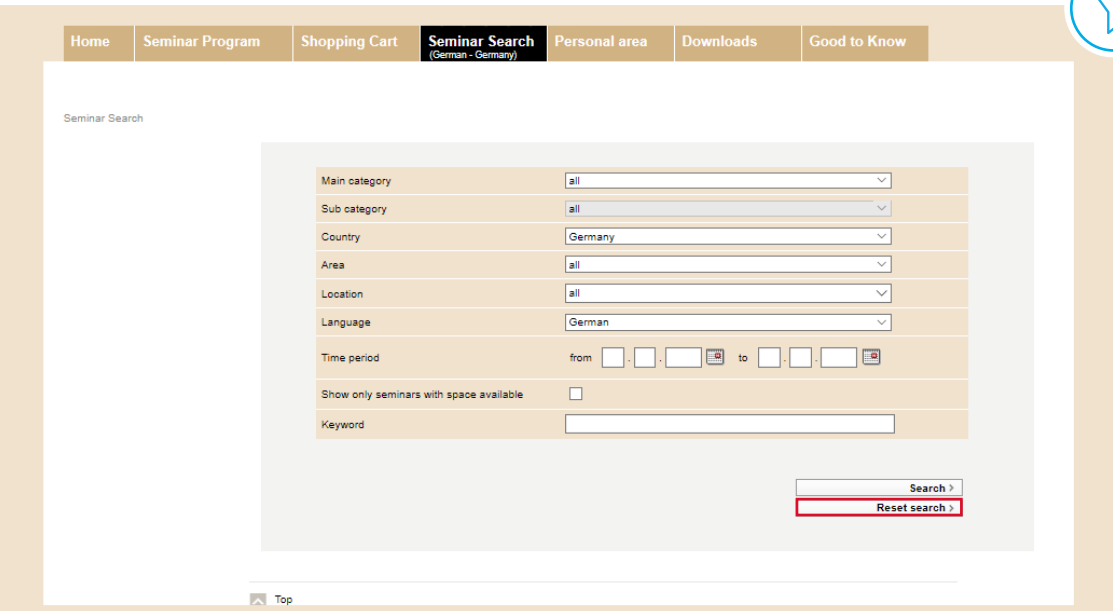 Home Seminar Program Shopping Cart Seminar Search Personal area Downloads Good to Know
(German - Germany)
Seminar Search
Main category all
Sub category all
Country Germany
Area all
Location all
Language German
Time period from . . to . .
Show only seminars with space available
Keyword
Search >
Reset search >
Top